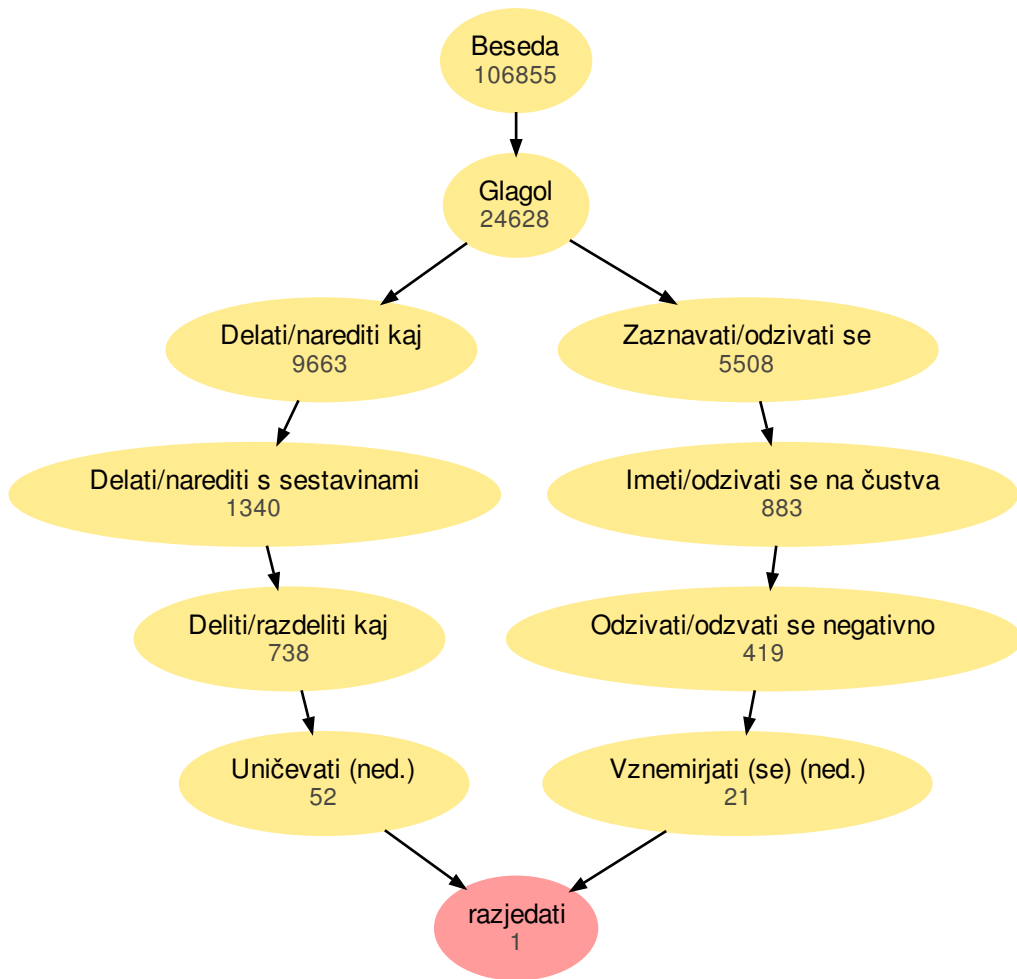 Beseda
106855
Glagol
24628
Delati/narediti kaj
9663
Zaznavati/odzivati se
5508
Delati/narediti s sestavinami
1340
Imeti/odzivati se na čustva
883
Deliti/razdeliti kaj
738
Odzivati/odzvati se negativno
419
Uničevati (ned.)
52
Vznemirjati (se) (ned.)
21
razjedati
1